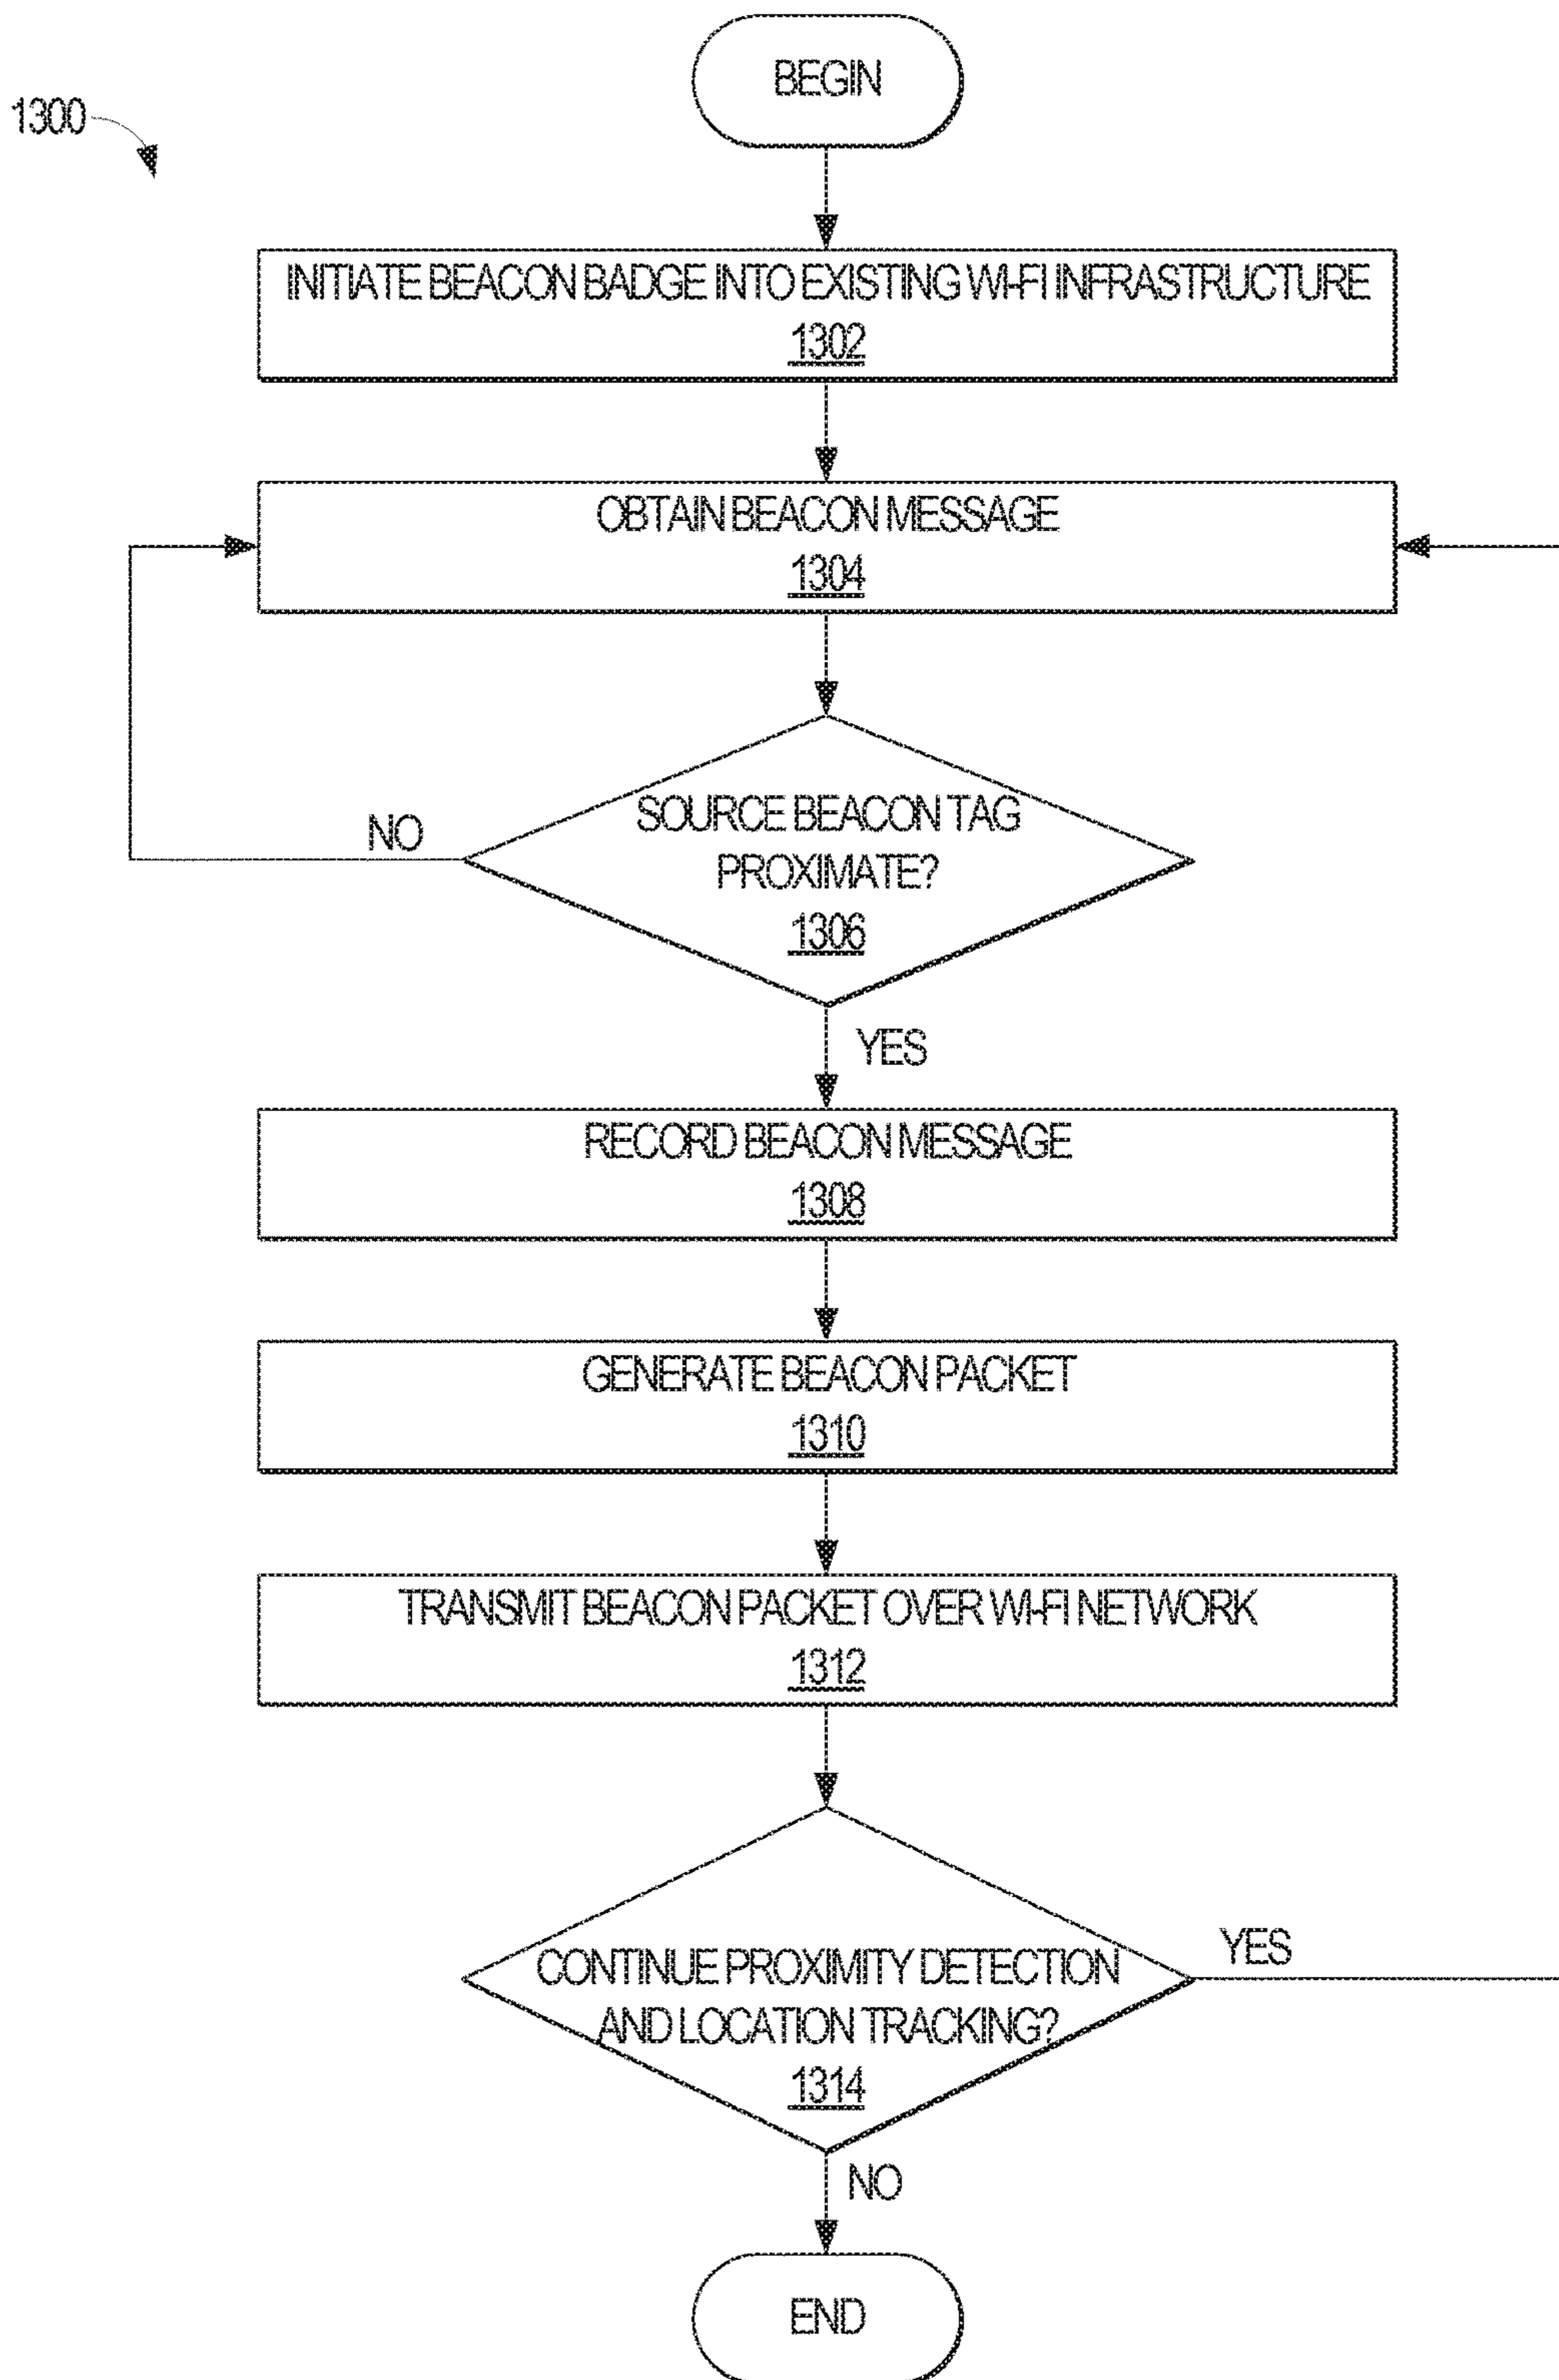 BEGIN
1300
INITIATE BEACON BADGE INTO EXISTING WI-FI INFRASTRUCTURE
1302
OBTAIN BEACON MESSAGE
1304
SOURCE BEACON TAG
PROXIMATE?
1306
NO
YES
RECORD BEACON MESSAGE
1308
GENERATE BEACON PACKET
1310
TRANSMIT BEACON PACKET OVER WI-FI NETWORK
1312
CONTINUE PROXIMITY DETECTION
AND LOCATION TRACKING?
1314
YES
NO
END